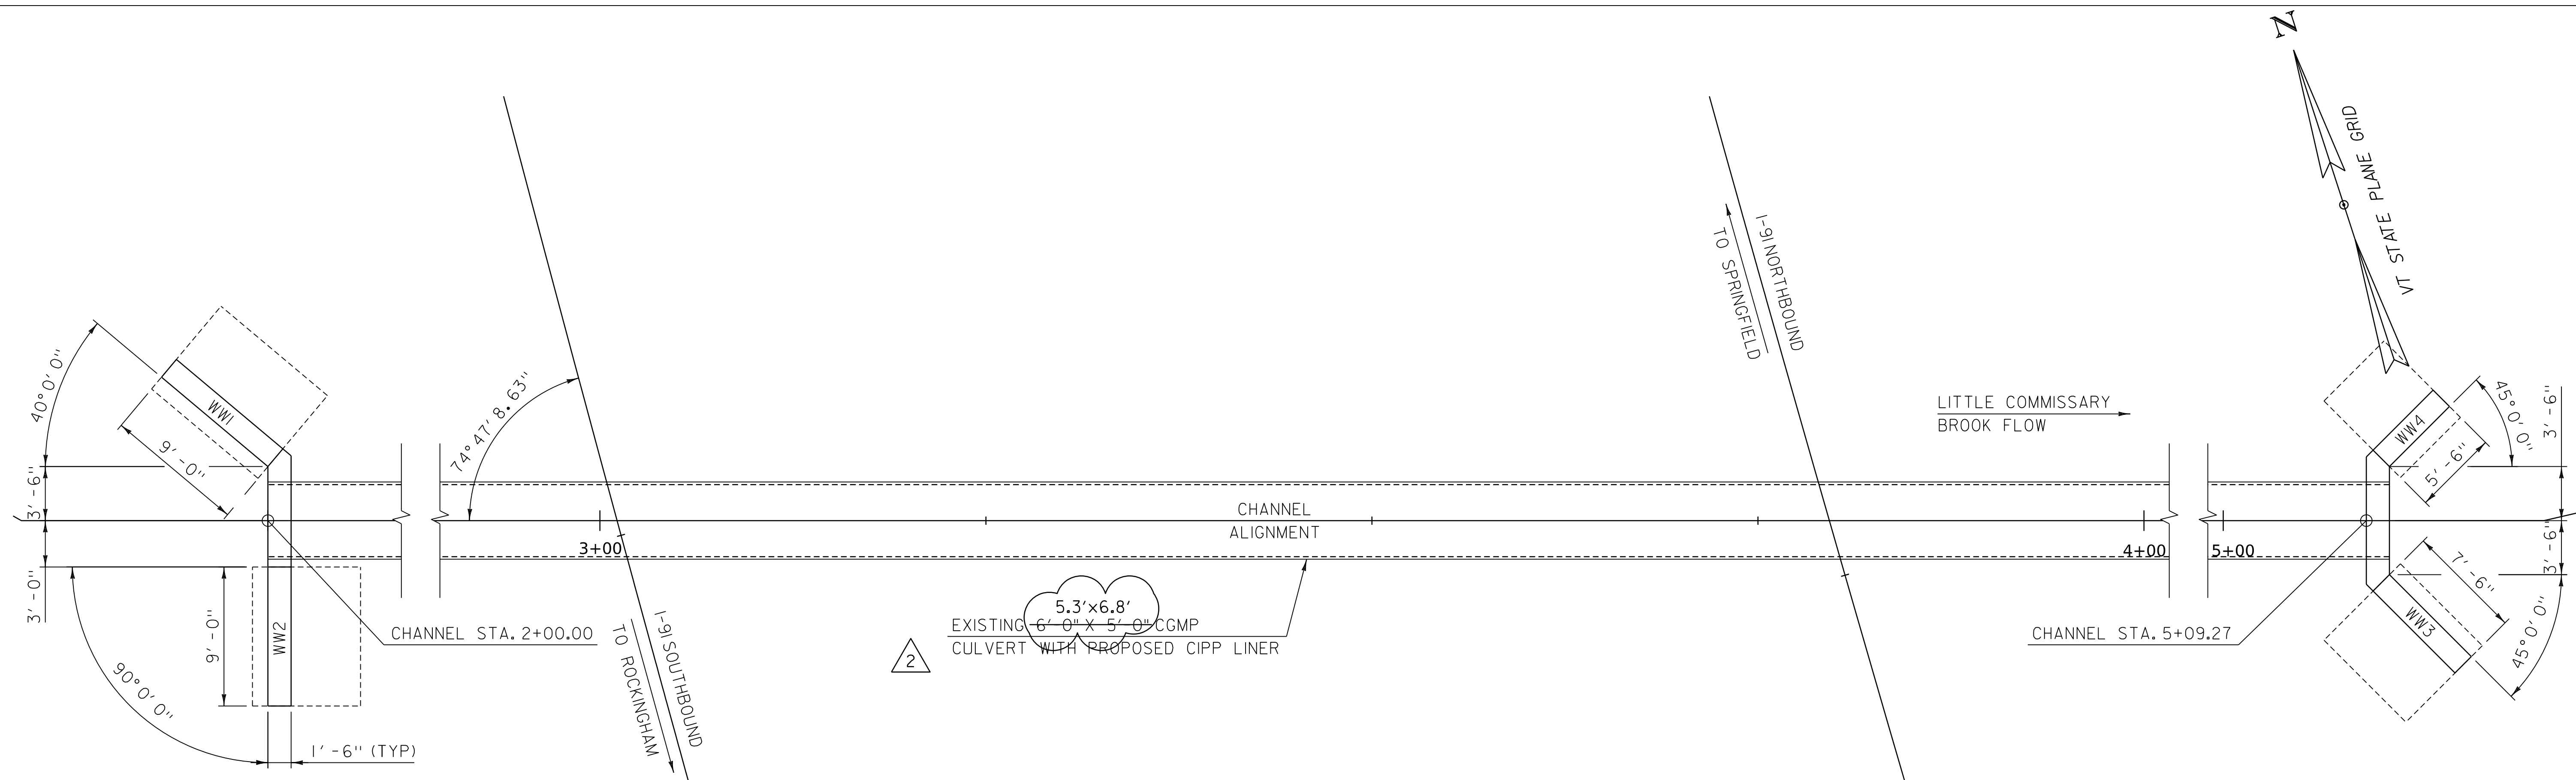 N
VT STATE PLANE GRID
40°0'0"
WW1
9'-0"
3'-6"
3'-0"
90°0'0"
9'-0"
WW2
1'-6" (TYP)
CHANNEL STA. 2+00.00
74°47'8.63"
3+00
I-91 SOUTHBOUND
TO ROCKINGHAM
CHANNEL
ALIGNMENT
5.3'x6.8'
EXISTING 6'-0" X 5'-0" CGMP
CULVERT WITH PROPOSED CIPP LINER
2
I-91 NORTHBOUND
TO SPRINGFIELD
LITTLE COMMISSARY
BROOK FLOW
4+00
5+00
CHANNEL STA. 5+09.27
WW4
45°0'0"
5'-6"
3'-6"
3'-6"
7'-6"
WW3
45°0'0"